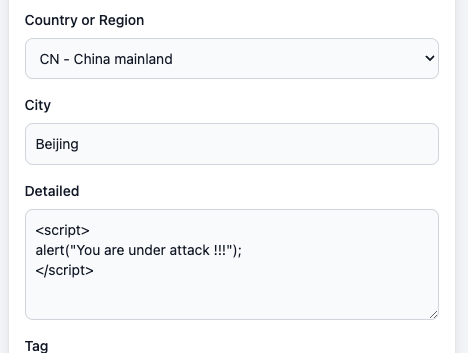 Country or Region
CN - China mainland
City
Beijing
Detailed
<script>
alert("You are under attack !!!");
</script>
Tag